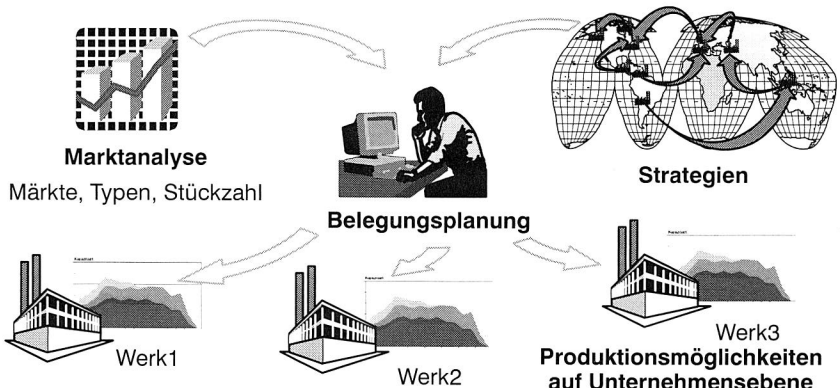 Marktanalyse
Märkte, Typen, Stückzahl
Strategien
Belegungsplanung
Werk1
Werk2
Werk3
Produktionsmöglichkeiten
auf Unternehmensebene